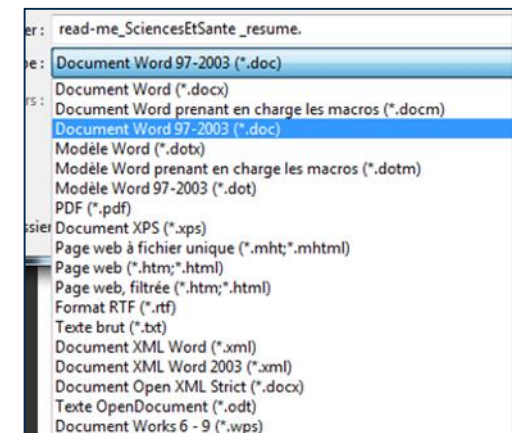 er : read-me_SciencesEtSante _resume.
pe : Document Word 97-2003 (*.doc)
rs : Document Word (*.docx)
Document Word prenant en charge les macros (*.docm)
Document Word 97-2003 (*.doc)
Modèle Word (*.dotx)
Modèle Word prenant en charge les macros (*.dotm)
Modèle Word 97-2003 (*.dot)
PDF (*.pdf)
ssier Document XPS (*.xps)
Page web à fichier unique (*.mht;*.mhtml)
Page web (*.htm;*.html)
Page web, filtrée (*.htm;*.html)
Format RTF (*.rtf)
Texte brut (*.txt)
Document XML Word (*.xml)
Document XML Word 2003 (*.xml)
Document Open XML Strict (*.docx)
Texte OpenDocument (*.odt)
Document Works 6 - 9 (*.wps)